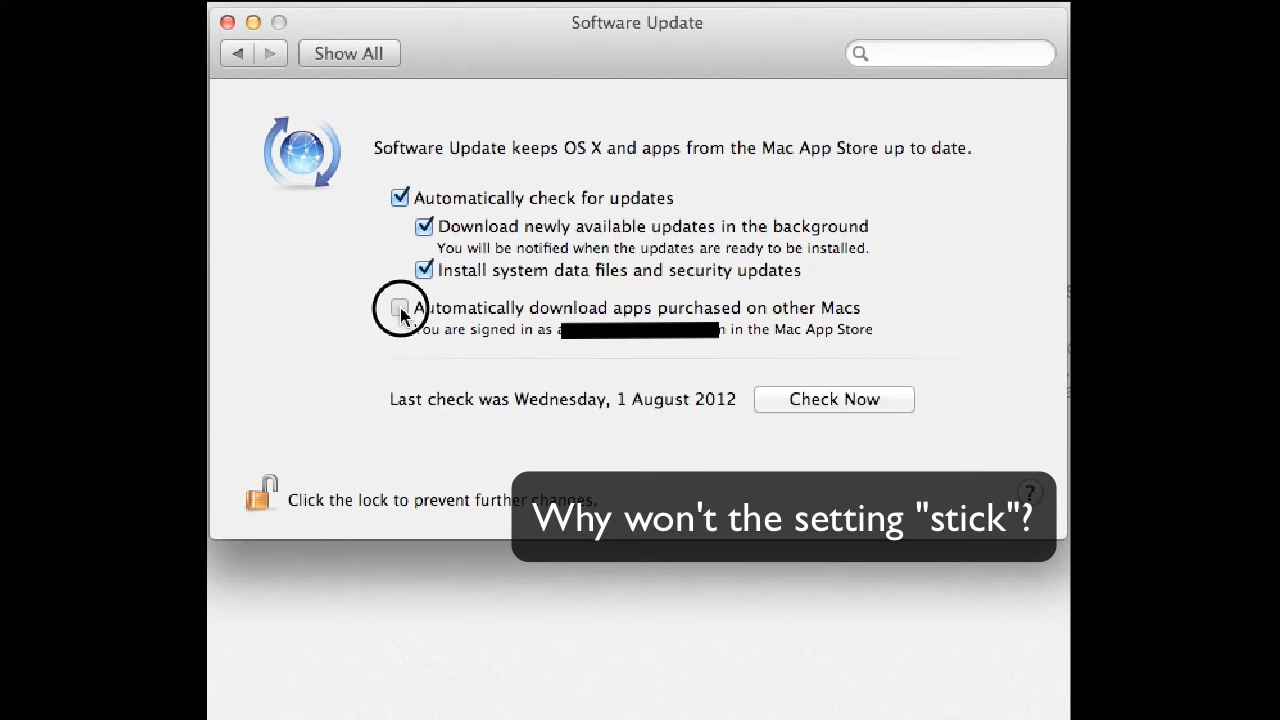 Software Update
Show All
Software Update keeps OS X and apps from the Mac App Store up to date.
Automatically check for updates
Download newly available updates in the background
You will be notified when the updates are ready to be installed.
Install system data files and security updates
Automatically download apps purchased on other Macs
You are signed in as in the Mac App Store
Last check was Wednesday, 1 August 2012
Check Now
Click the lock to prevent further changes.
?
Why won't the setting "stick"?